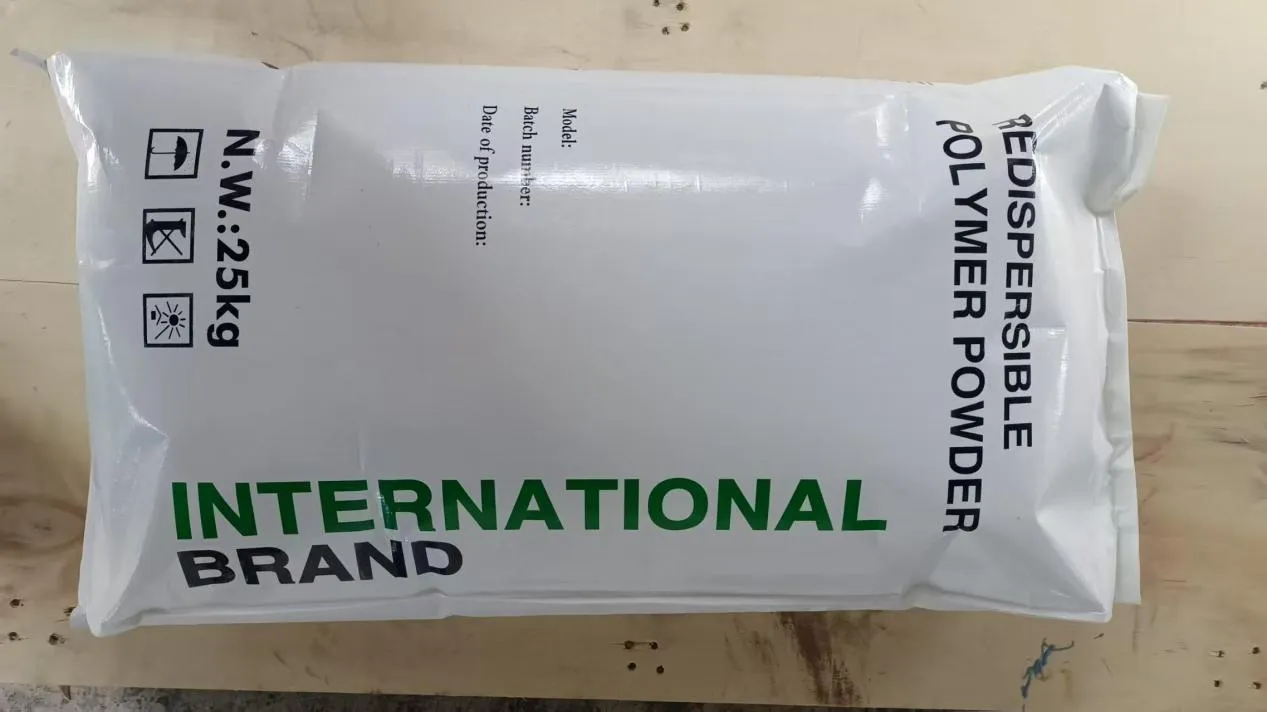 REDISPERSIBLE
POLYMER POWDER
Model:
Batch number:
Date of production:
N.W.:25kg
INTERNATIONAL
BRAND